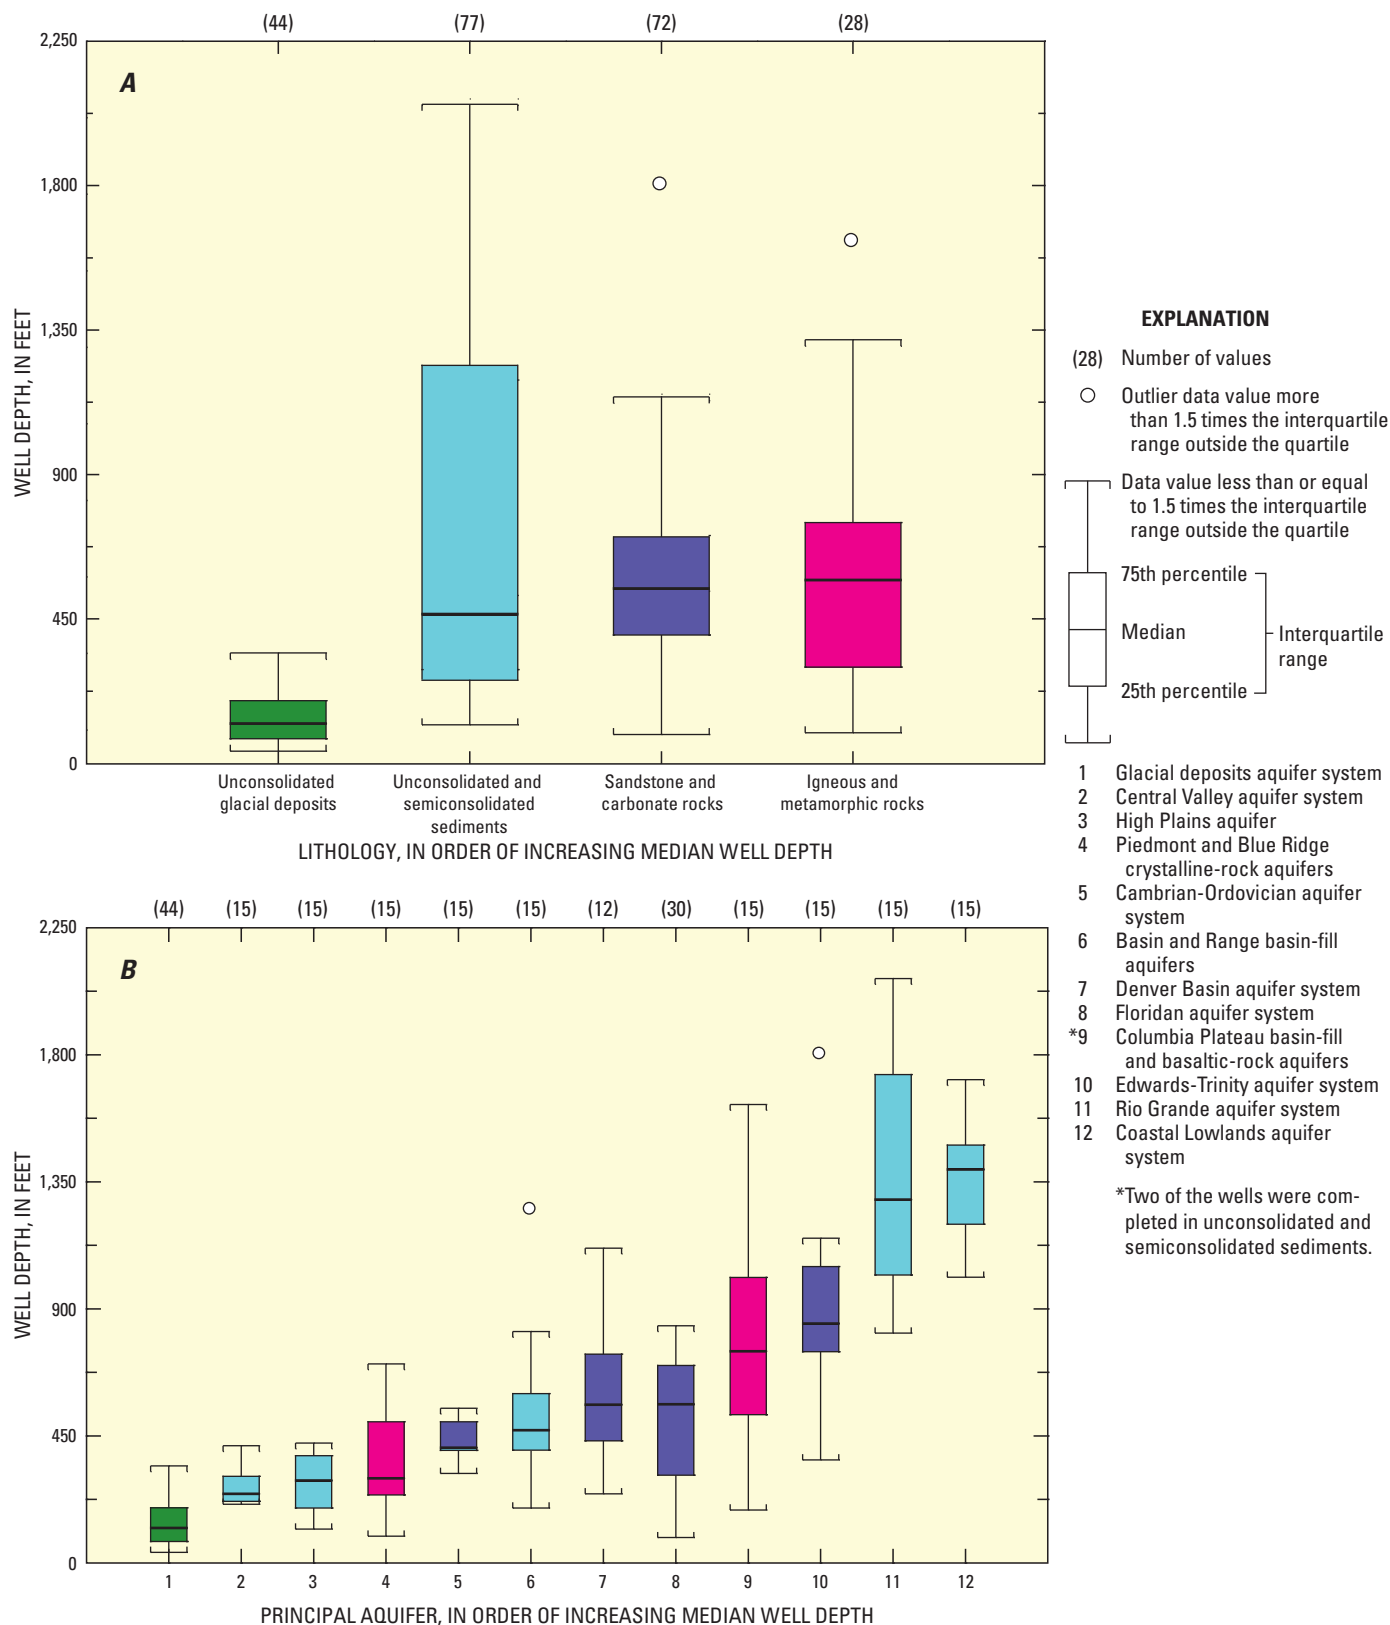 (44) (77) (72) (28)
A
2,250
1,800
1,350
900
450
0
WELL DEPTH, IN FEET
Unconsolidated
glacial deposits
Unconsolidated and
semiconsolidated
sediments
Sandstone and
carbonate rocks
Igneous and
metamorphic rocks
LITHOLOGY, IN ORDER OF INCREASING MEDIAN WELL DEPTH
(44) (15) (15) (15) (15) (15) (12) (30) (15) (15) (15) (15)
B
2,250
1,800
1,350
900
450
0
WELL DEPTH, IN FEET
1 2 3 4 5 6 7 8 9 10 11 12
PRINCIPAL AQUIFER, IN ORDER OF INCREASING MEDIAN WELL DEPTH
EXPLANATION
(28) Number of values
Outlier data value more
than 1.5 times the interquartile
range outside the quartile
Data value less than or equal
to 1.5 times the interquartile
range outside the quartile
75th percentile
Median
25th percentile
Interquartile
range
1 Glacial deposits aquifer system
2 Central Valley aquifer system
3 High Plains aquifer
4 Piedmont and Blue Ridge
crystalline-rock aquifers
5 Cambrian-Ordovician aquifer
system
6 Basin and Range basin-fill
aquifers
7 Denver Basin aquifer system
8 Floridan aquifer system
*9 Columbia Plateau basin-fill
and basaltic-rock aquifers
10 Edwards-Trinity aquifer system
11 Rio Grande aquifer system
12 Coastal Lowlands aquifer
system
*Two of the wells were com-
pleted in unconsolidated and
semiconsolidated sediments.